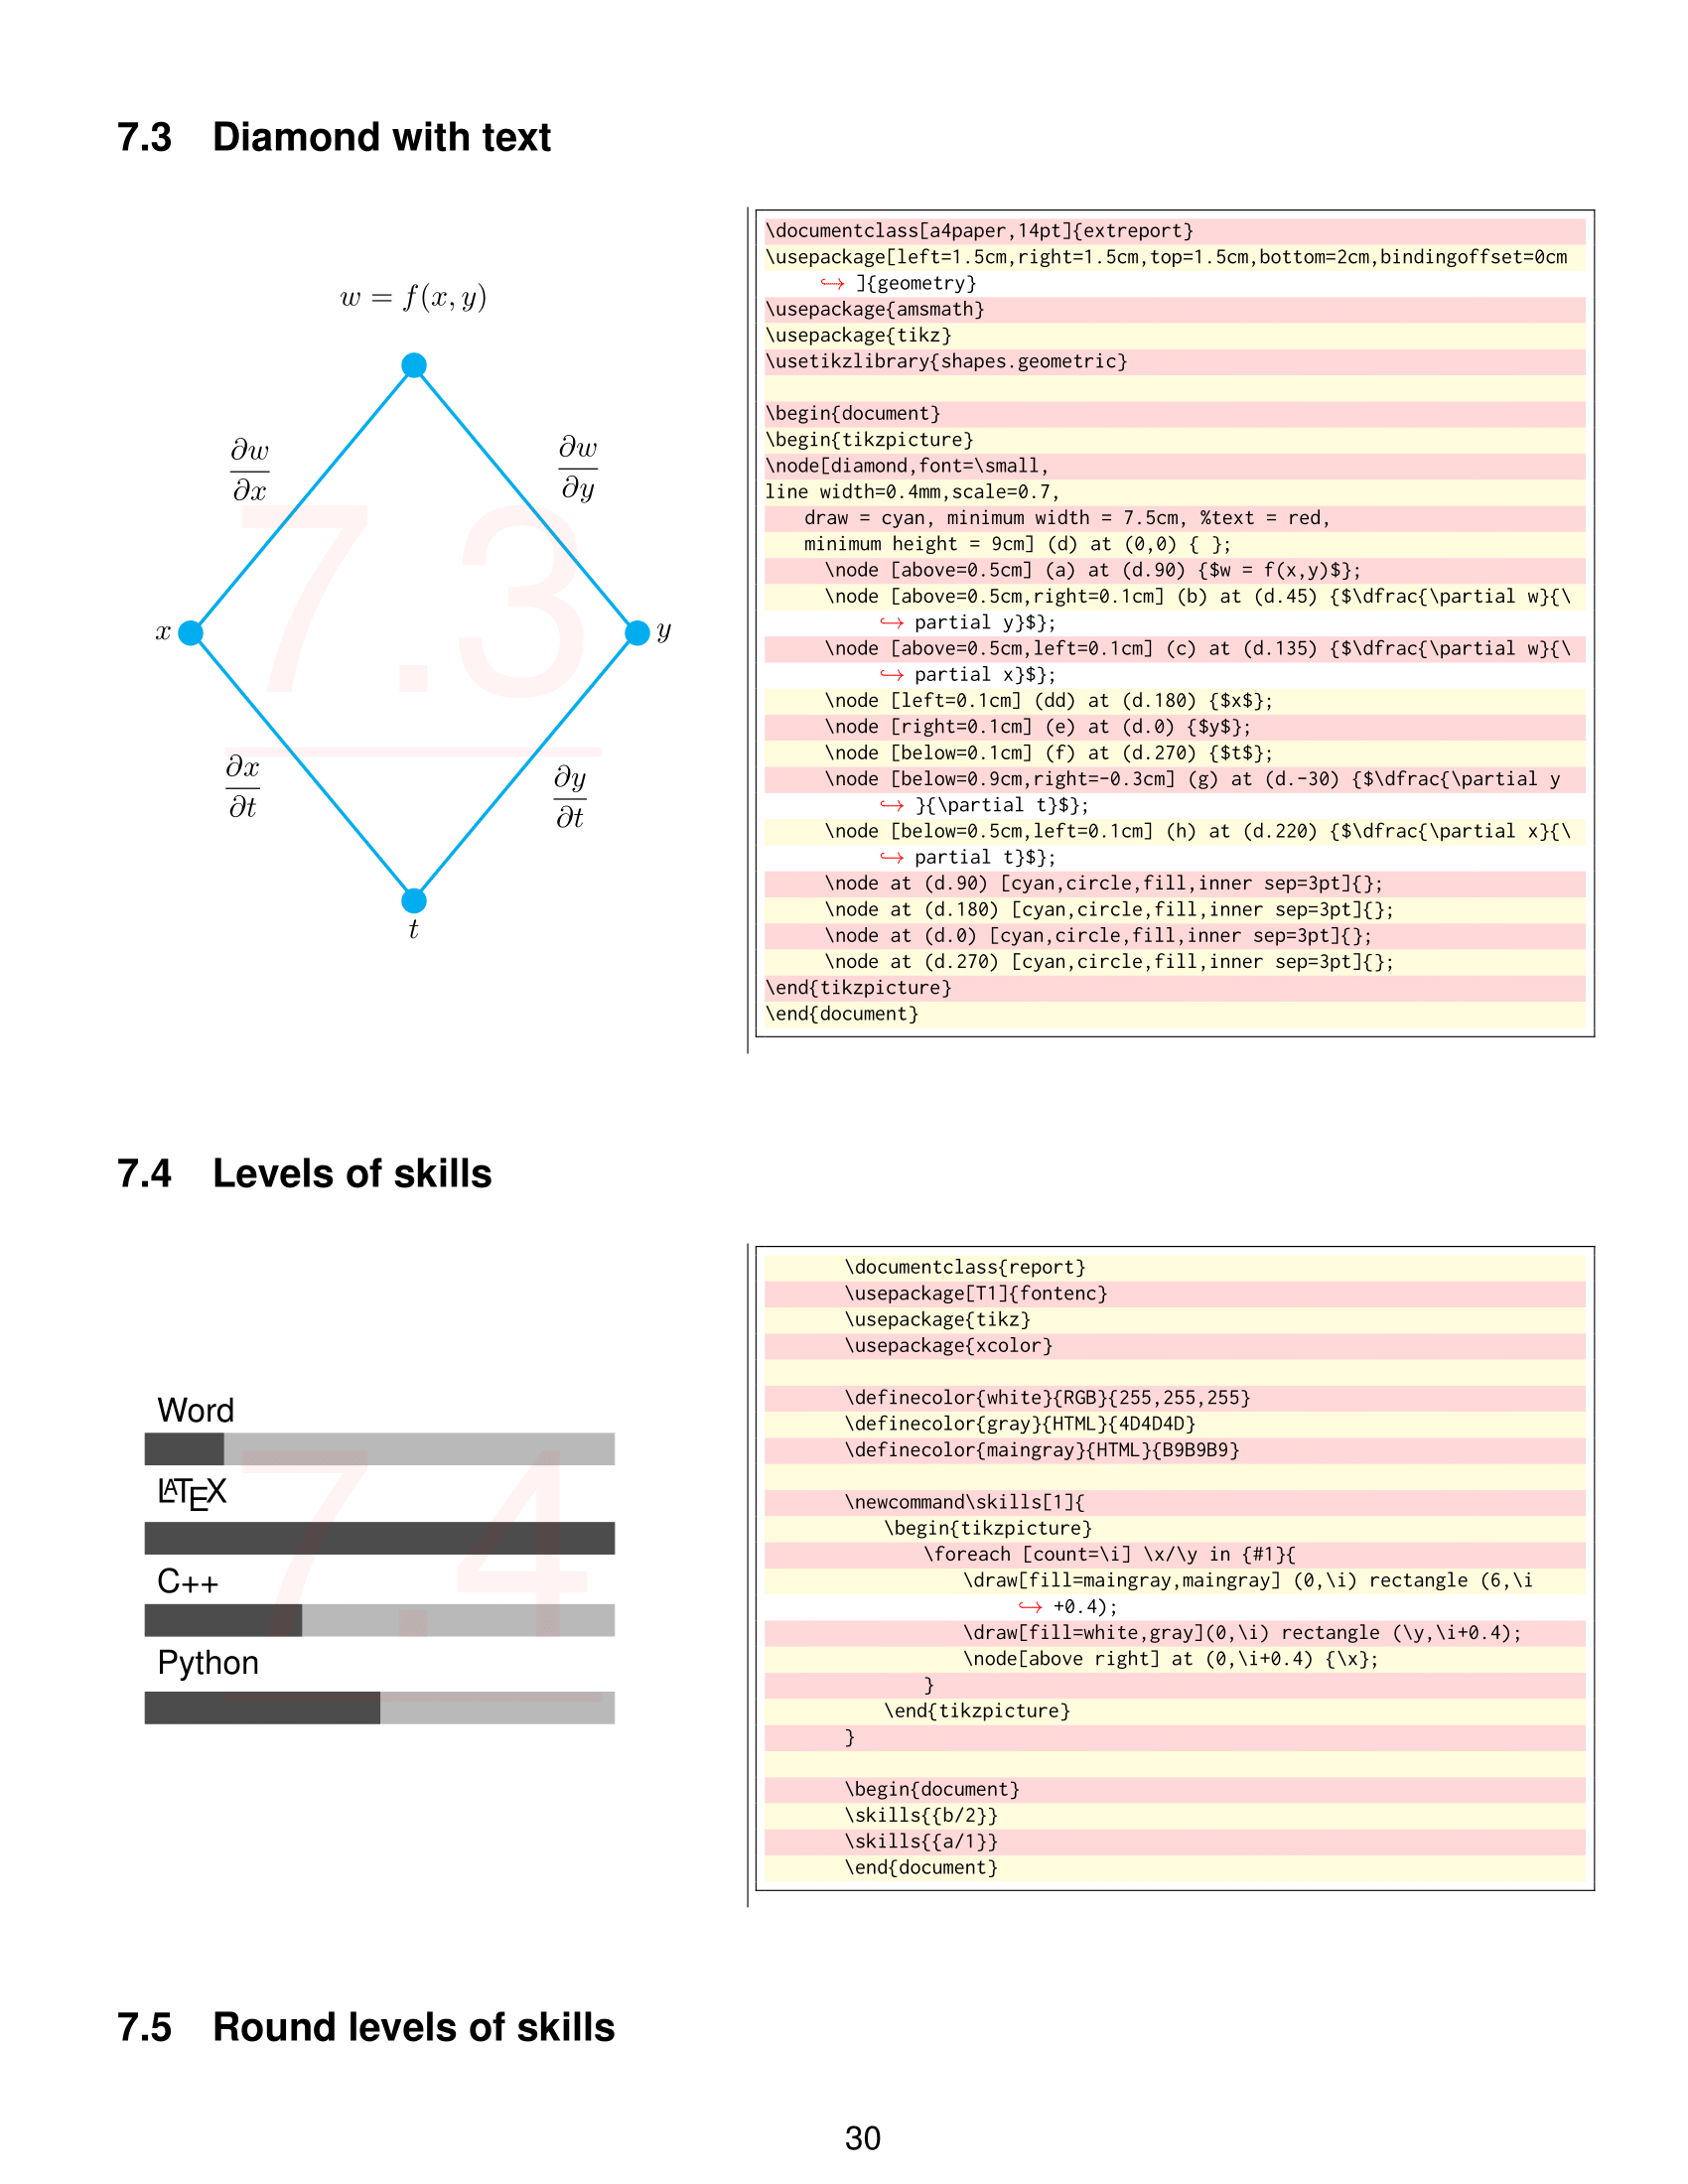 7.3 Diamond with text
w = f(x, y)
∂w
∂x
∂w
∂y
7.3
x
y
∂x
∂t
∂y
∂t
t
\documentclass[a4paper,14pt]{extreport}
\usepackage[left=1.5cm,right=1.5cm,top=1.5cm,bottom=2cm,bindingoffset=0cm
↪ ]{geometry}
\usepackage{amsmath}
\usepackage{tikz}
\usetikzlibrary{shapes.geometric}
\begin{document}
\begin{tikzpicture}
\node[diamond,font=\small,
line width=0.4mm,scale=0.7,
draw = cyan, minimum width = 7.5cm, %text = red,
minimum height = 9cm] (d) at (0,0) { };
\node [above=0.5cm] (a) at (d.90) {$w = f(x,y)$};
\node [above=0.5cm,right=0.1cm] (b) at (d.45) {$\dfrac{\partial w}{\
↪ partial y}$};
\node [above=0.5cm,left=0.1cm] (c) at (d.135) {$\dfrac{\partial w}{\
↪ partial x}$};
\node [left=0.1cm] (dd) at (d.180) {$x$};
\node [right=0.1cm] (e) at (d.0) {$y$};
\node [below=0.1cm] (f) at (d.270) {$t$};
\node [below=0.9cm,right=-0.3cm] (g) at (d.-30) {$\dfrac{\partial y
↪ }{\partial t}$};
\node [below=0.5cm,left=0.1cm] (h) at (d.220) {$\dfrac{\partial x}{\
↪ partial t}$};
\node at (d.90) [cyan,circle,fill,inner sep=3pt]{};
\node at (d.180) [cyan,circle,fill,inner sep=3pt]{};
\node at (d.0) [cyan,circle,fill,inner sep=3pt]{};
\node at (d.270) [cyan,circle,fill,inner sep=3pt]{};
\end{tikzpicture}
\end{document}
7.4 Levels of skills
Word
LATEX
C++
Python
7.4
\documentclass{report}
\usepackage[T1]{fontenc}
\usepackage{tikz}
\usepackage{xcolor}
\definecolor{white}{RGB}{255,255,255}
\definecolor{gray}{HTML}{4D4D4D}
\definecolor{maingray}{HTML}{B9B9B9}
\newcommand\skills[1]{
\begin{tikzpicture}
\foreach [count=\i] \x/\y in {#1}{
\draw[fill=maingray,maingray] (0,\i) rectangle (6,\i
↪ +0.4);
\draw[fill=white,gray](0,\i) rectangle (\y,\i+0.4);
\node[above right] at (0,\i+0.4) {\x};
}
\end{tikzpicture}
}
\begin{document}
\skills{{b/2}}
\skills{{a/1}}
\end{document}
7.5 Round levels of skills
30